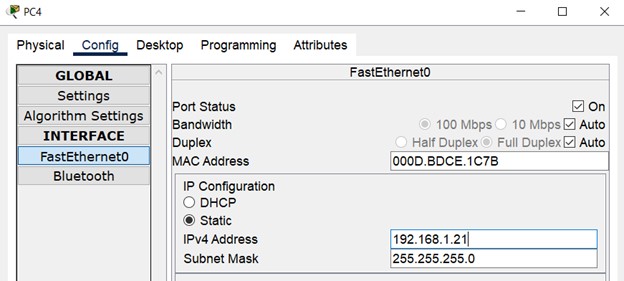 PC4
Physical Config Desktop Programming Attributes
GLOBAL
Settings
Algorithm Settings
INTERFACE
FastEthernet0
Bluetooth
FastEthernet0
Port Status On
Bandwidth 100 Mbps 10 Mbps Auto
Duplex Half Duplex Full Duplex Auto
MAC Address 000D.BDCE.1C7B
IP Configuration
DHCP
Static
IPv4 Address 192.168.1.21
Subnet Mask 255.255.255.0